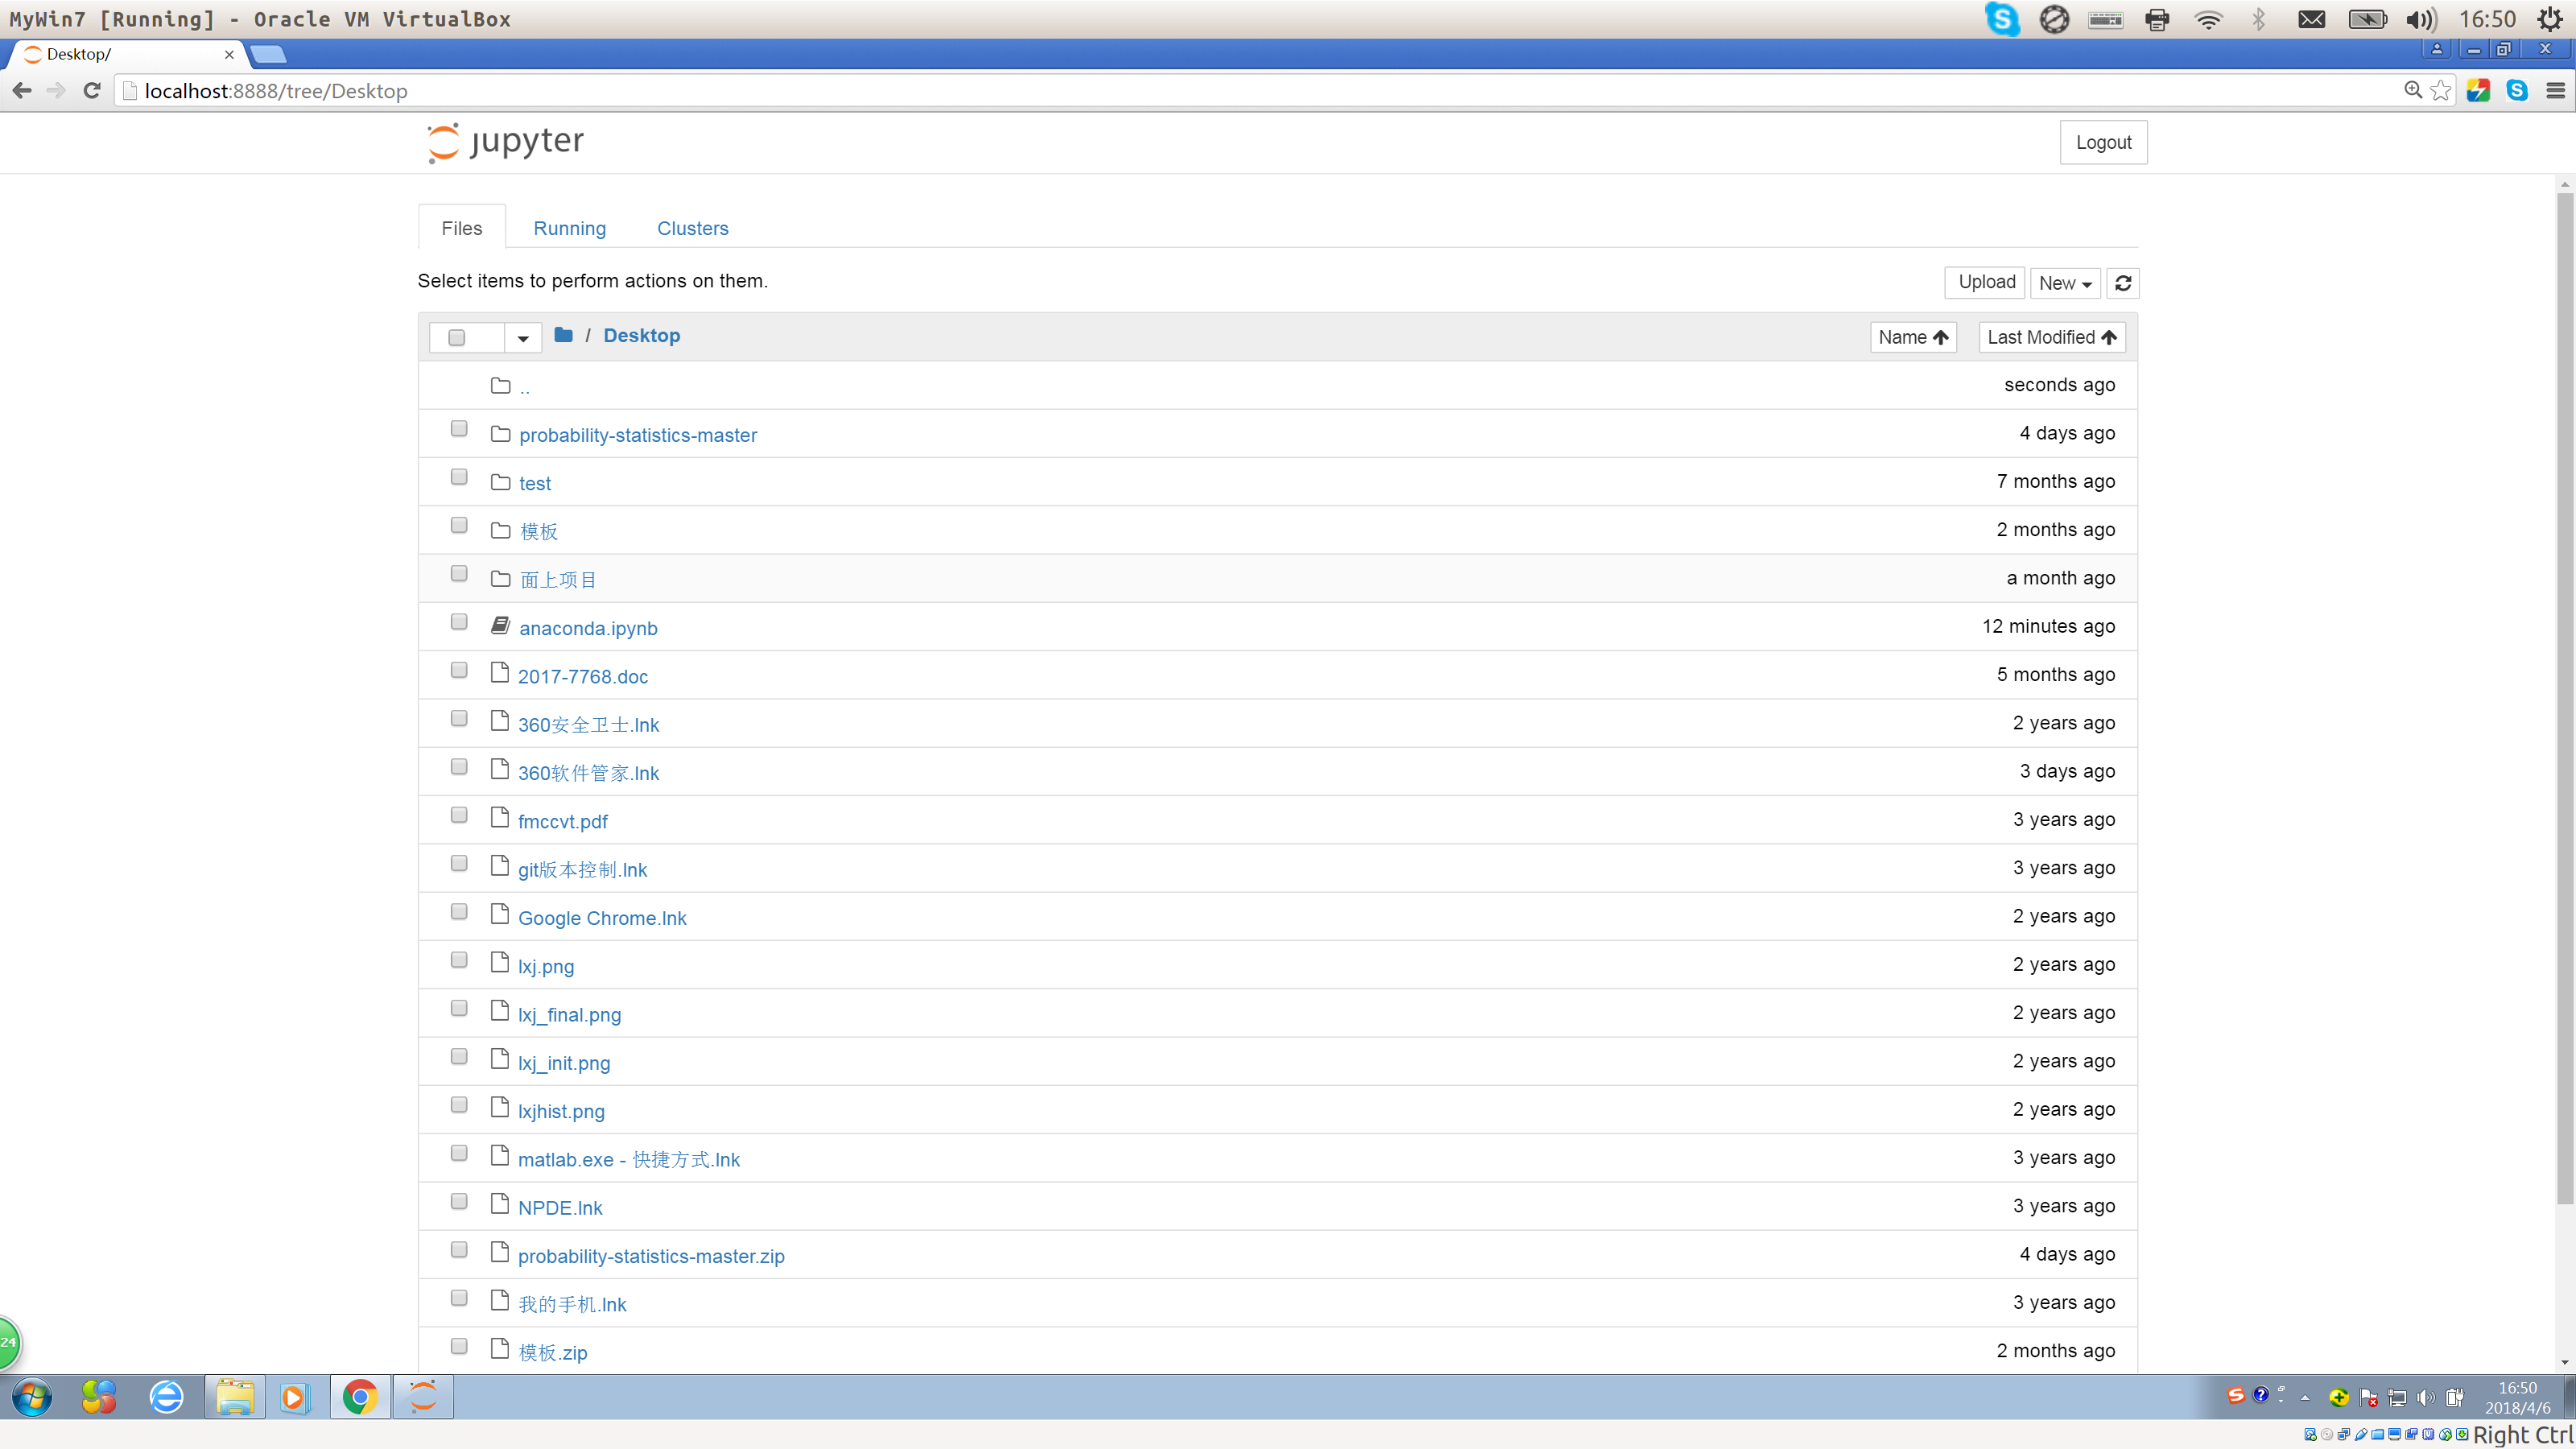 MyWin7 [Running] - Oracle VM VirtualBox
16:50
Desktop/
localhost:8888/tree/Desktop
jupyter
Logout
Files Running Clusters
Select items to perform actions on them.
Upload New
/ Desktop
Name Last Modified
.. seconds ago
probability-statistics-master 4 days ago
test 7 months ago
模板 2 months ago
面上项目 a month ago
anaconda.ipynb 12 minutes ago
2017-7768.doc 5 months ago
360安全卫士.lnk 2 years ago
360软件管家.lnk 3 days ago
fmccvt.pdf 3 years ago
git版本控制.lnk 3 years ago
Google Chrome.lnk 2 years ago
lxj.png 2 years ago
lxj_final.png 2 years ago
lxj_init.png 2 years ago
lxjhist.png 2 years ago
matlab.exe - 快捷方式.lnk 3 years ago
NPDE.lnk 3 years ago
probability-statistics-master.zip 4 days ago
我的手机.lnk 3 years ago
模板.zip 2 months ago
24
16:50
2018/4/6
Right Ctrl